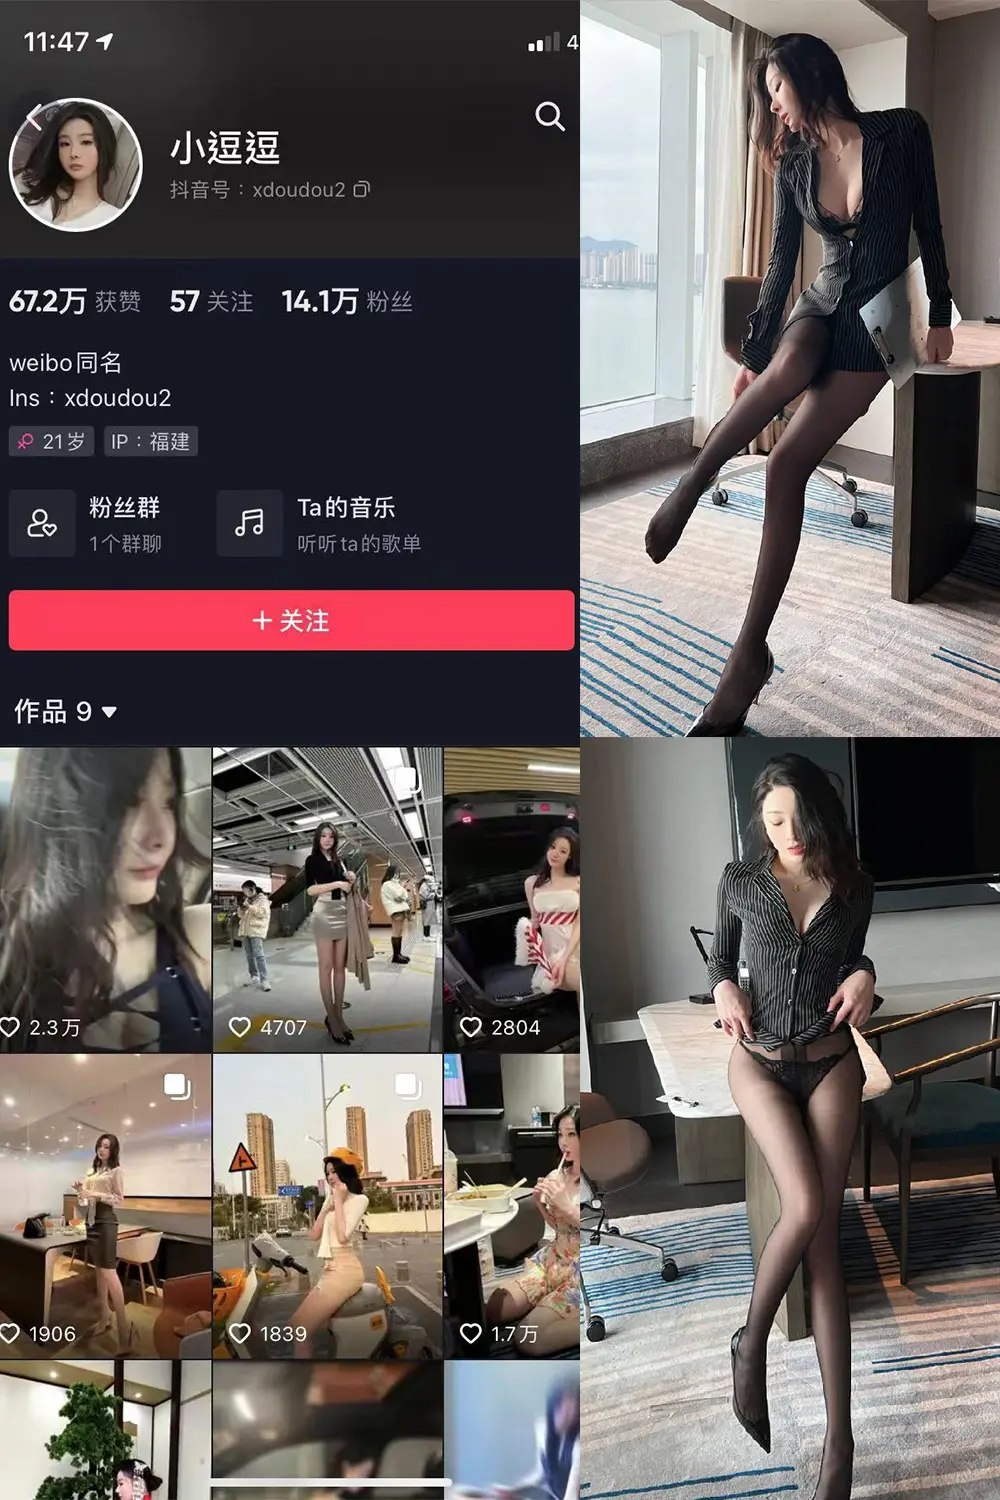 11:47
4
小逗逗
抖音号：xdoudou2
67.2万 获赞 57 关注 14.1万 粉丝
weibo同名
Ins：xdoudou2
21岁 IP：福建
粉丝群 Ta的音乐
1个群聊 听听ta的歌单
+ 关注
作品 9
2.3万 4707 2804
1906 1839 1.7万